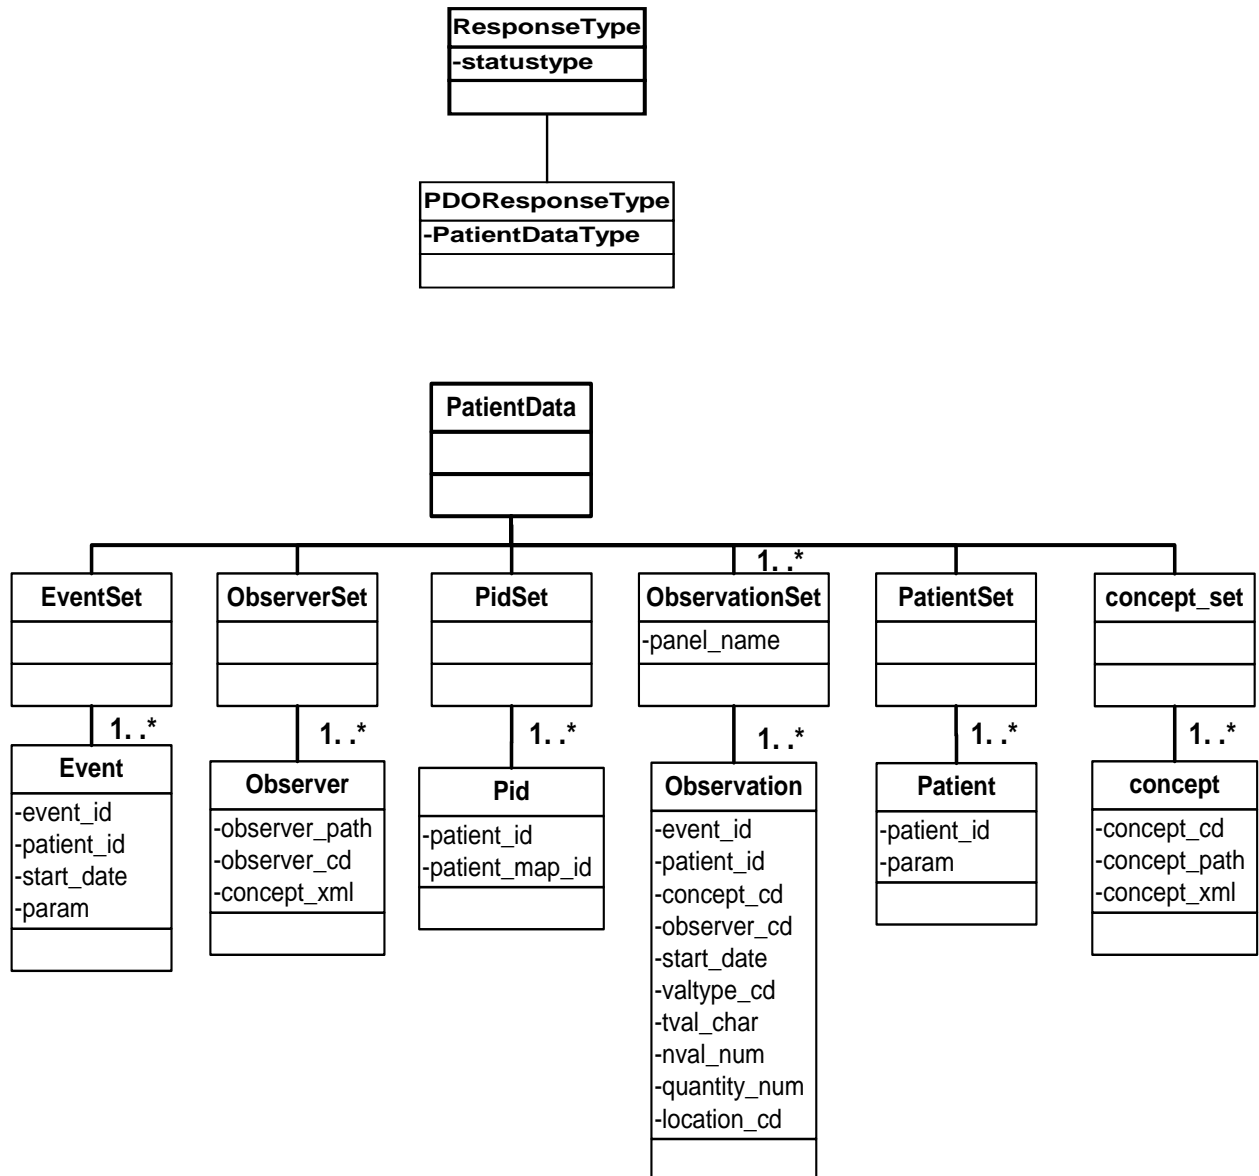 ResponseType
-statustype
PDOResponseType
-PatientDataType
PatientData
1. .*
EventSet
ObserverSet
PidSet
ObservationSet
-panel_name
PatientSet
concept_set
1. .*
1. .*
1. .*
1. .*
1. .*
1. .*
Event
-event_id
-patient_id
-start_date
-param
Observer
-observer_path
-observer_cd
-concept_xml
Pid
-patient_id
-patient_map_id
Observation
-event_id
-patient_id
-concept_cd
-observer_cd
-start_date
-valtype_cd
-tval_char
-nval_num
-quantity_num
-location_cd
Patient
-patient_id
-param
concept
-concept_cd
-concept_path
-concept_xml